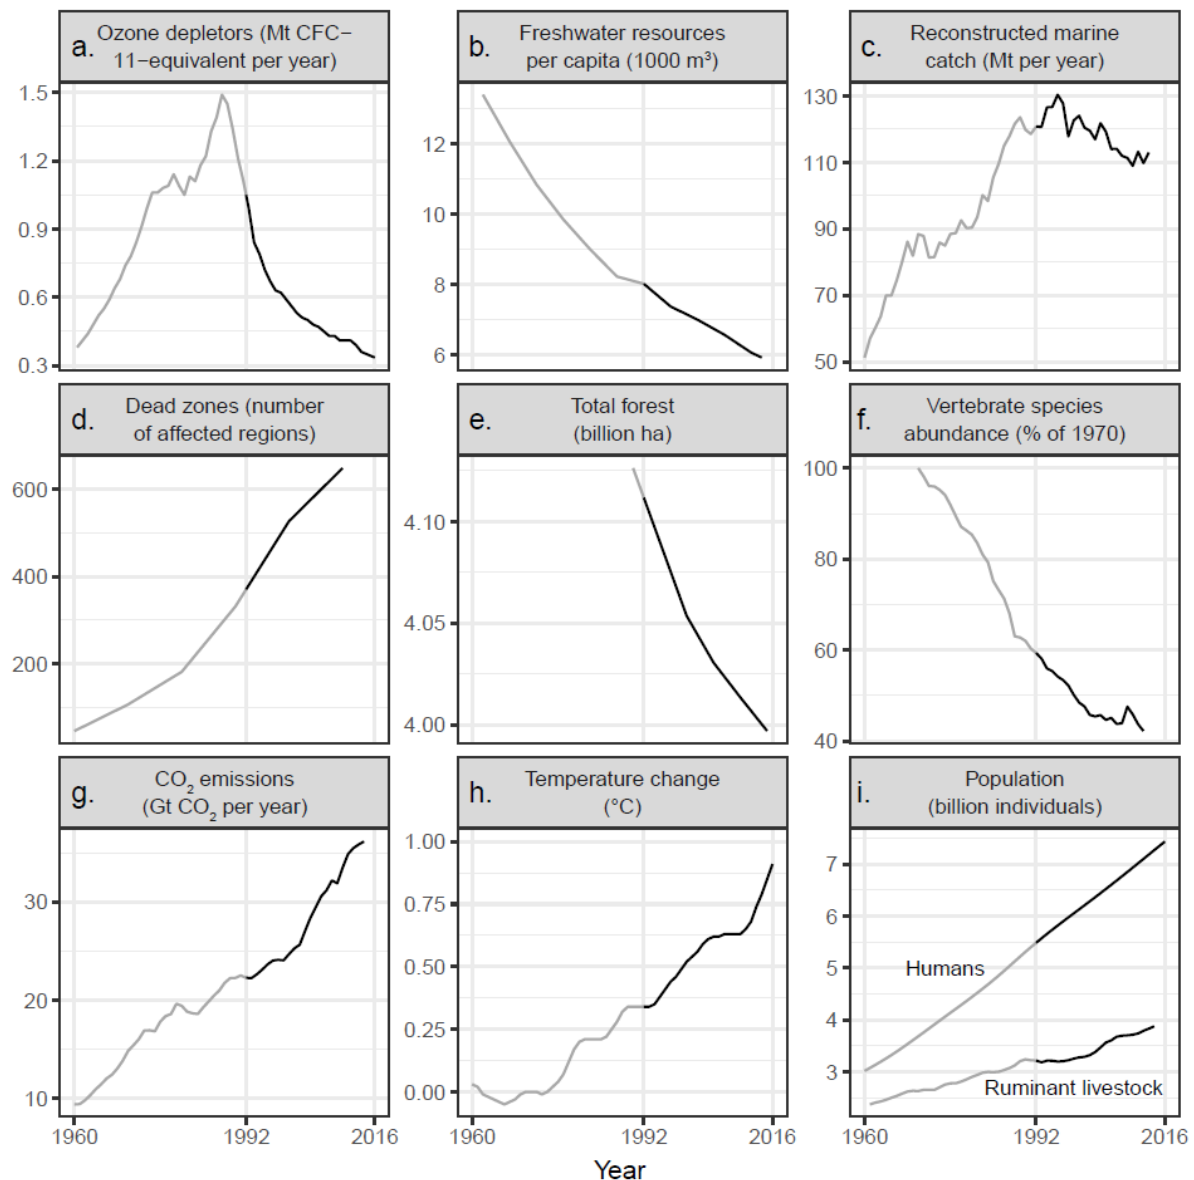 a. Ozone depletors (Mt CFC−
11−equivalent per year)
b. Freshwater resources
per capita (1000 m³)
c. Reconstructed marine
catch (Mt per year)
1.5
1.2
0.9
0.6
0.3
12
10
8
6
130
110
90
70
50
d. Dead zones (number
of affected regions)
e. Total forest
(billion ha)
f. Vertebrate species
abundance (% of 1970)
600
400
200
4.10
4.05
4.00
100
80
60
40
g. CO₂ emissions
(Gt CO₂ per year)
h. Temperature change
(°C)
i. Population
(billion individuals)
30
20
10
1.00
0.75
0.50
0.25
0.00
7
6
5
4
3
Humans
Ruminant livestock
1960 1992 2016
1960 1992 2016
1960 1992 2016
Year